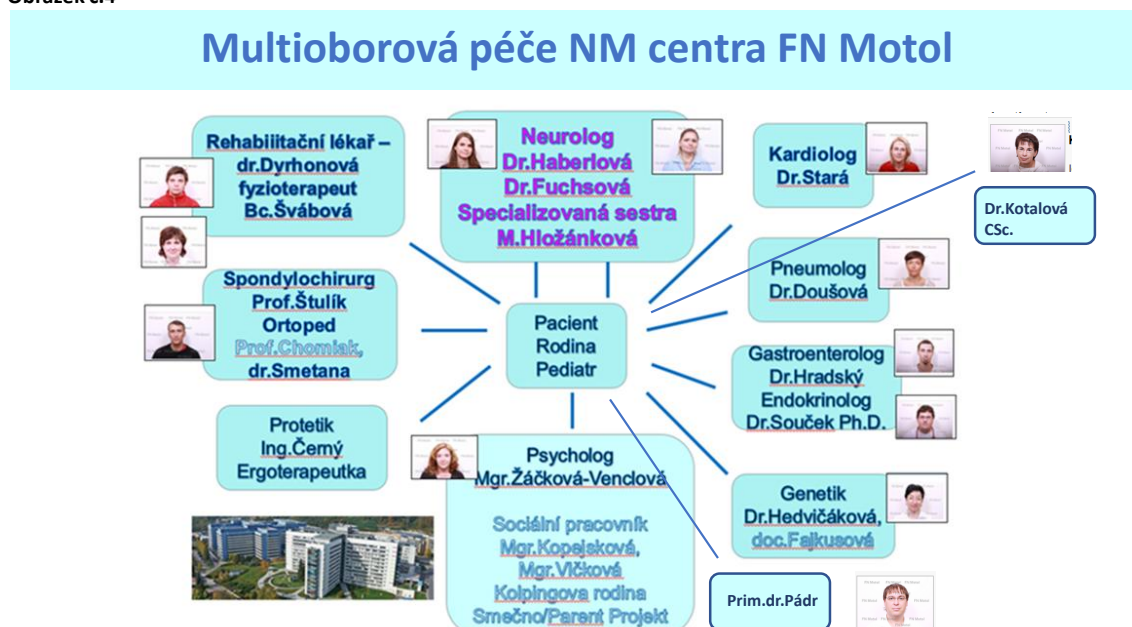 Obrázek č.4
Multioborová péče NM centra FN Motol
Rehabilitační lékař –
dr.Dyrhonová
fyzioterapeut
Bc.Švábová
Neurolog
Dr.Haberlová
Dr.Fuchsová
Specializovaná sestra
M.Hložánková
Kardiolog
Dr.Stará
Dr.Kotalová
CSc.
Spondylochirurg
Prof.Štulík
Ortoped
Prof.Chomiak,
dr.Smetana
Pacient
Rodina
Pediatr
Pneumolog
Dr.Doušová
Gastroenterolog
Dr.Hradský
Endokrinolog
Dr.Souček Ph.D.
Protetik
Ing.Černý
Ergoterapeutka
Psycholog
Mgr.Žáčková-Venclová
Sociální pracovník
Mgr.Kopejsková,
Mgr.Vlčková
Kolpingova rodina
Smečno/Parent Projekt
Genetik
Dr.Hedvičáková,
doc.Fajkusová
Prim.dr.Pádr